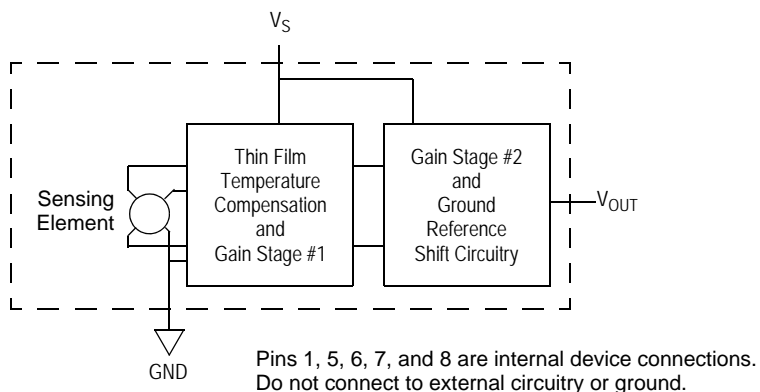 V_S
Thin Film
Temperature
Compensation
and
Gain Stage #1
Gain Stage #2
and
Ground
Reference
Shift Circuitry
Sensing
Element
V_OUT
GND
Pins 1, 5, 6, 7, and 8 are internal device connections.
Do not connect to external circuitry or ground.